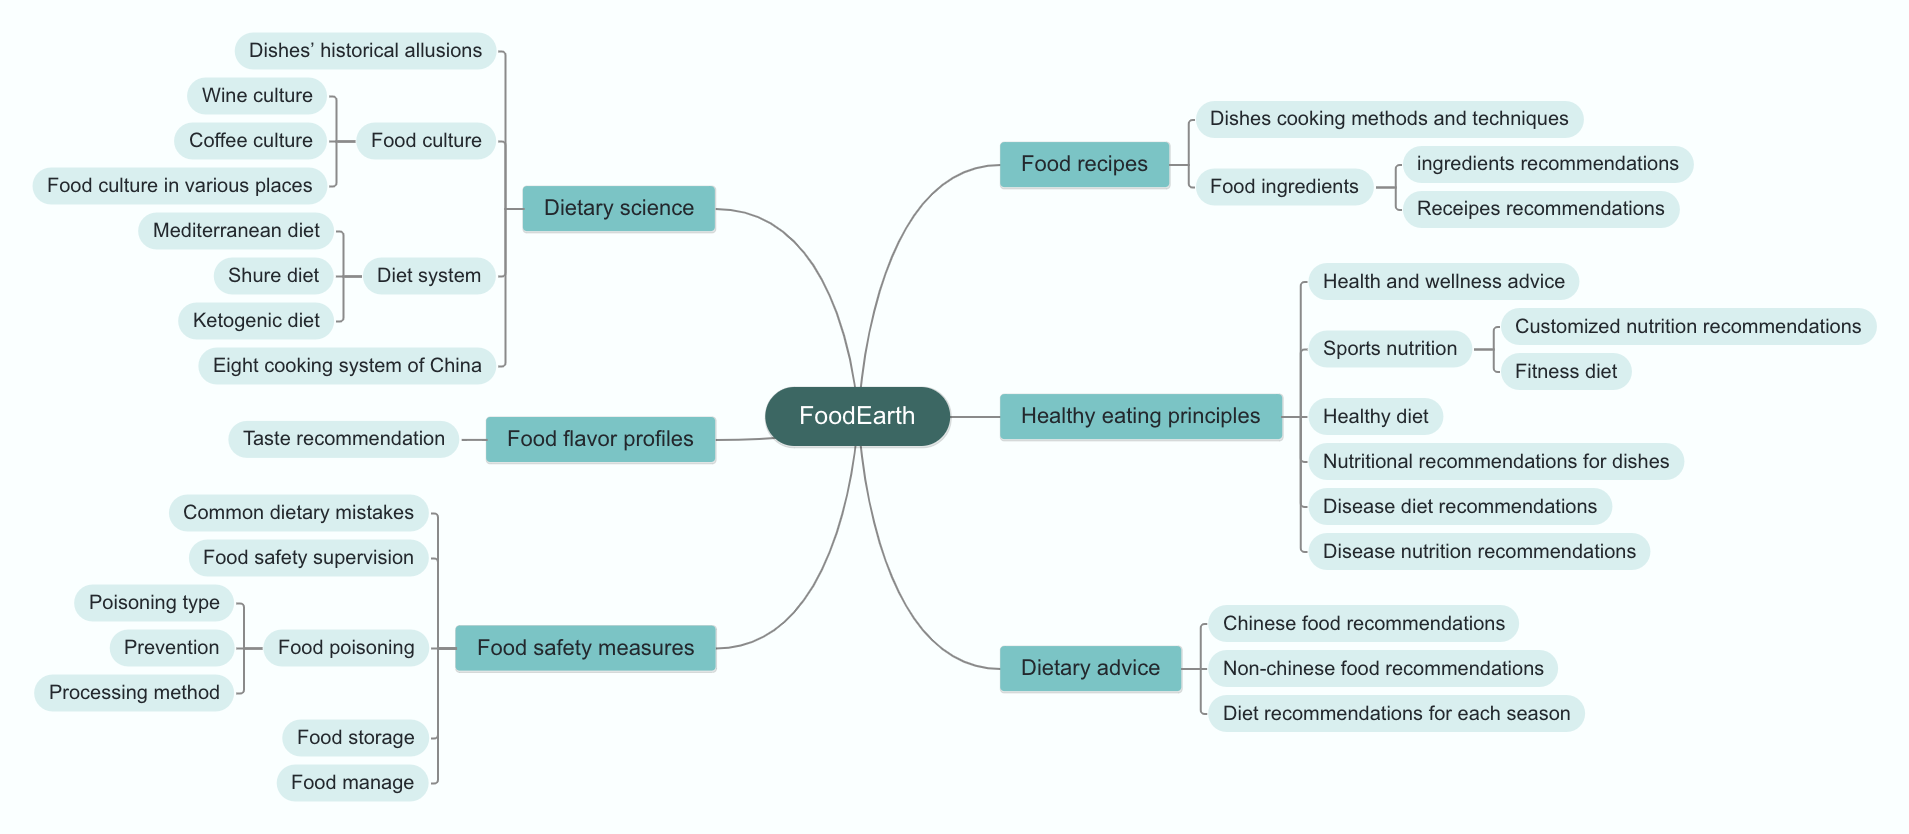 FoodEarth
Dietary science
Dishes’ historical allusions
Food culture
Wine culture
Coffee culture
Food culture in various places
Diet system
Mediterranean diet
Shure diet
Ketogenic diet
Eight cooking system of China
Food flavor profiles
Taste recommendation
Food safety measures
Common dietary mistakes
Food safety supervision
Food poisoning
Poisoning type
Prevention
Processing method
Food storage
Food manage
Food recipes
Dishes cooking methods and techniques
Food ingredients
ingredients recommendations
Receipes recommendations
Healthy eating principles
Health and wellness advice
Sports nutrition
Customized nutrition recommendations
Fitness diet
Healthy diet
Nutritional recommendations for dishes
Disease diet recommendations
Disease nutrition recommendations
Dietary advice
Chinese food recommendations
Non-chinese food recommendations
Diet recommendations for each season